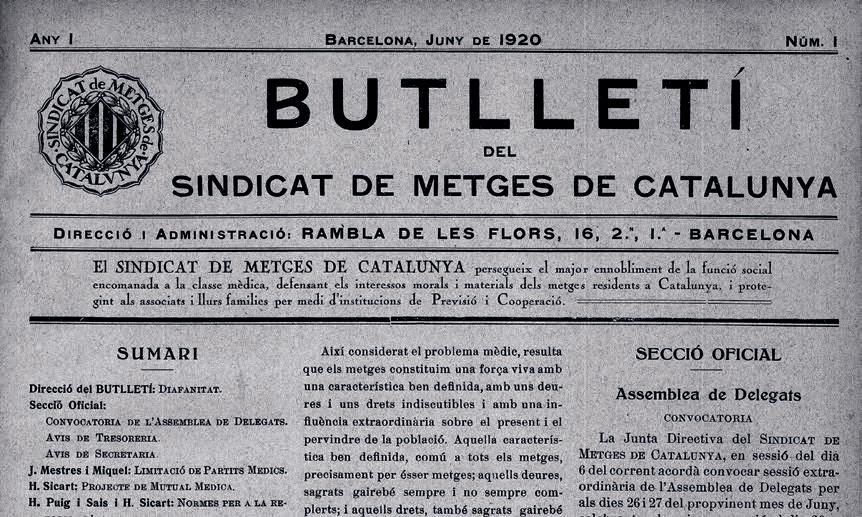 ANY I
BARCELONA, JUNY DE 1920
NÚM. 1
SINDICAT de METGES de CATALVNYA
BUTLLETÍ
DEL
SINDICAT DE METGES DE CATALUNYA
DIRECCIÓ I ADMINISTRACIÓ: RAMBLA DE LES FLORS, 16, 2.ⁿ, 1.ᴬ - BARCELONA
El SINDICAT DE METGES DE CATALUNYA persegueix el major ennobliment de la funció social
encomanada a la classe mèdica, defensant els interessos morals i materials dels metges residents a Catalunya, i prote-
gint als associats i llurs families per medi d'institucions de Previsió i Cooperació.
SUMARI
Direcció del BUTLLETÍ: DIAFANITAT.
Secció Oficial:
CONVOCATORIA DE L'ASSEMBLEA DE DELEGATS.
AVIS DE TRESORERIA.
AVIS DE SECRETARIA.
J. Mestres i Miquel: LIMITACIÓ DE PARTITS MEDICS.
H. Sicart: PROJECTE DE MUTUAL MEDICA.
H. Puig i Sais i H. Sicart: NORMES PER A LA RE-
Així considerat el problema mèdic, resulta
que els metges constituim una força viva amb
una característica ben definida, amb uns deu-
res i uns drets indiscutibles i amb una in-
fluència extraordinària sobre el present i el
pervindre de la població. Aquella caracterís-
tica ben definida, comú a tots els metges,
precisament per ésser metges; aquells deures,
sagrats gairebé sempre i no sempre com-
plerts; i aquells drets, també sagrats gairebé
SECCIÓ OFICIAL
Assemblea de Delegats
CONVOCATORIA
La Junta Directiva del SINDICAT DE
METGES DE CATALUNYA, en sessió del dia
6 del corrent acordà convocar sessió extra-
ordinària de l'Assemblea de Delegats per
als dies 26 i 27 del propvinent mes de Juny,